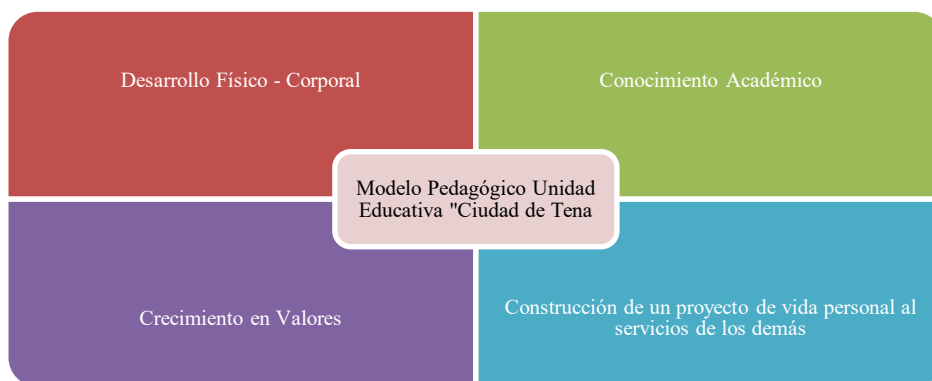 Desarrollo Físico - Corporal
Conocimiento Académico
Modelo Pedagógico Unidad
Educativa "Ciudad de Tena
Crecimiento en Valores
Construcción de un proyecto de vida personal al
servicios de los demás